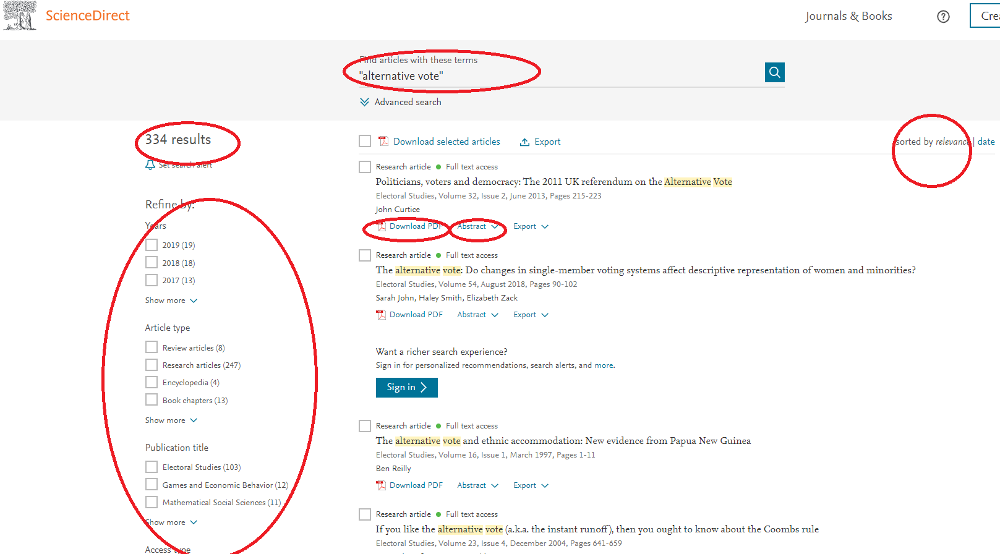 ScienceDirect
Journals & Books
?
Crea
Find articles with these terms
"alternative vote"
Advanced search
334 results
Set search alert
Refine by:
Years
2019 (19)
2018 (18)
2017 (13)
Show more
Article type
Review articles (8)
Research articles (247)
Encyclopedia (4)
Book chapters (13)
Show more
Publication title
Electoral Studies (103)
Games and Economic Behavior (12)
Mathematical Social Sciences (11)
Show more
Access type
Download selected articles
Export
sorted by relevance | date
Research article Full text access
Politicians, voters and democracy: The 2011 UK referendum on the Alternative Vote
Electoral Studies, Volume 32, Issue 2, June 2013, Pages 215-223
John Curtice
Download PDF Abstract Export
Research article Full text access
The alternative vote: Do changes in single-member voting systems affect descriptive representation of women and minorities?
Electoral Studies, Volume 54, August 2018, Pages 90-102
Sarah John, Haley Smith, Elizabeth Zack
Download PDF Abstract Export
Want a richer search experience?
Sign in for personalized recommendations, search alerts, and more.
Sign in
Research article Full text access
The alternative vote and ethnic accommodation: New evidence from Papua New Guinea
Electoral Studies, Volume 16, Issue 1, March 1997, Pages 1-11
Ben Reilly
Download PDF Abstract Export
Research article Full text access
If you like the alternative vote (a.k.a. the instant runoff), then you ought to know about the Coombs rule
Electoral Studies, Volume 23, Issue 4, December 2004, Pages 641-659